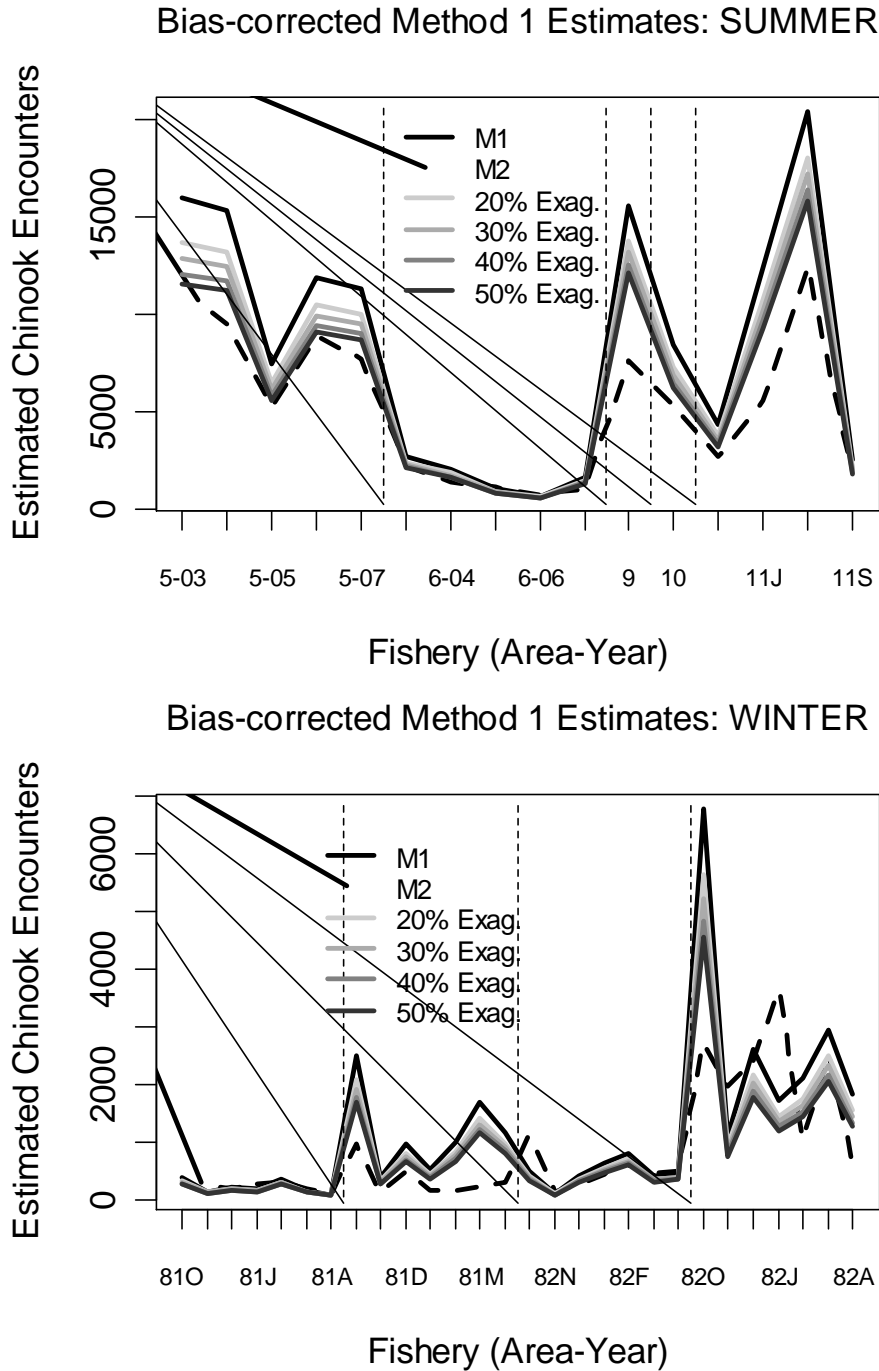 Bias-corrected Method 1 Estimates: SUMMER
Estimated Chinook Encounters
0 5000 15000
M1
M2
20% Exag.
30% Exag.
40% Exag.
50% Exag.
5-03 5-05 5-07 6-04 6-06 9 10 11J 11S
Fishery (Area-Year)
Bias-corrected Method 1 Estimates: WINTER
Estimated Chinook Encounters
0 2000 4000 6000
M1
M2
20% Exag.
30% Exag.
40% Exag.
50% Exag.
81O 81J 81A 81D 81M 82N 82F 82O 82J 82A
Fishery (Area-Year)